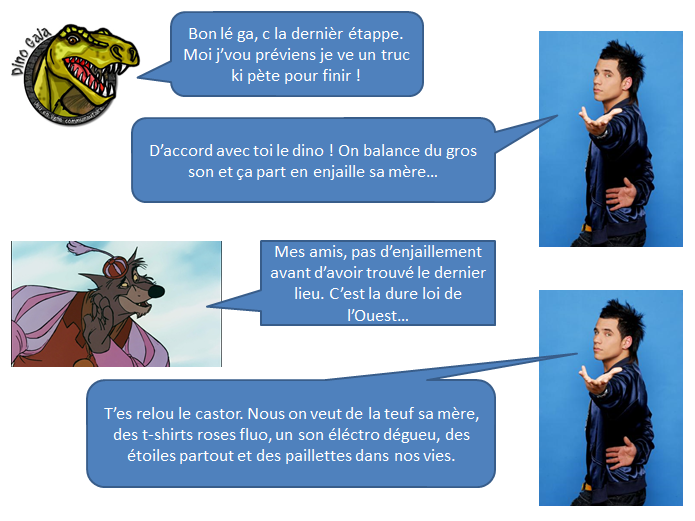 Dino Gala
Bon lé ga, c la dernièr étappe.
Moi j'vou préviens je ve un truc
ki pète pour finir !
D'accord avec toi le dino ! On balance du gros
son et ça part en enjaille sa mère…
Mes amis, pas d'enjaillement
avant d'avoir trouvé le dernier
lieu. C'est la dure loi de
l'Ouest…
T'es relou le castor. Nous on veut de la teuf sa mère,
des t-shirts roses fluo, un son éléctro dégueu, des
étoiles partout et des paillettes dans nos vies.